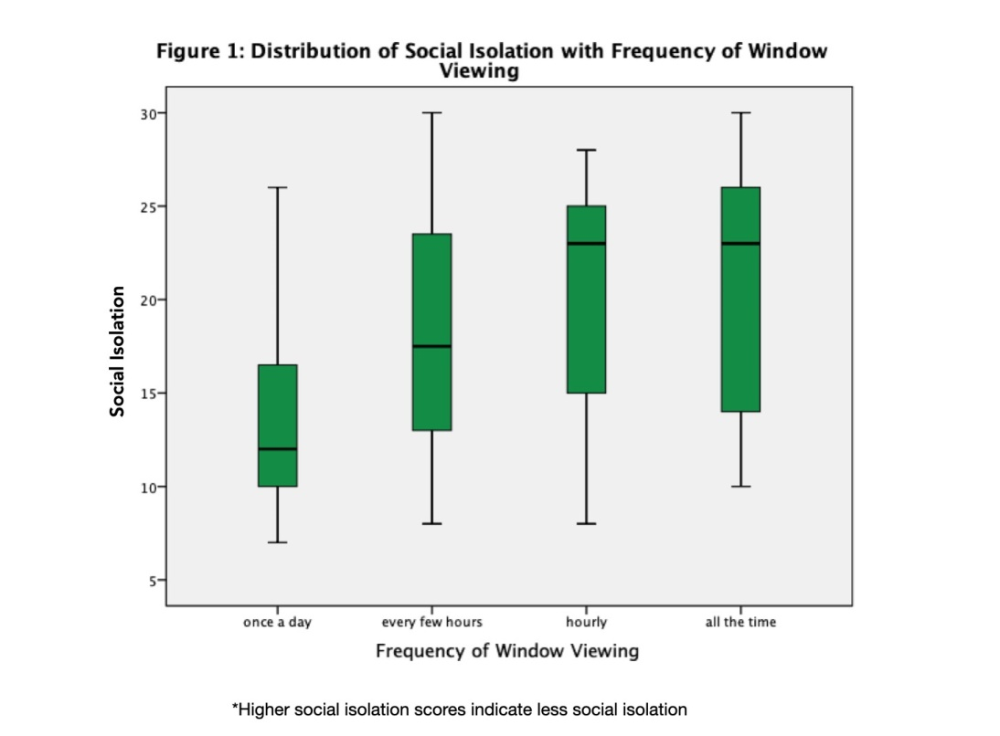 Figure 1: Distribution of Social Isolation with Frequency of Window
Viewing
Social Isolation
30
25
20
15
10
5
once a day
every few hours
hourly
all the time
Frequency of Window Viewing
*Higher social isolation scores indicate less social isolation